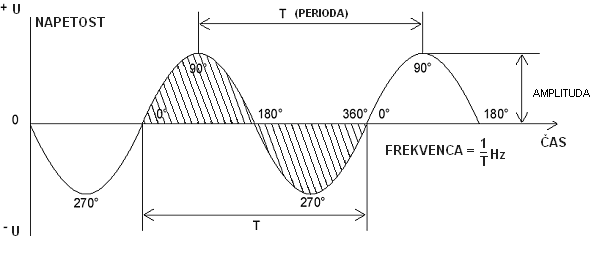 + U
NAPETOST
T (PERIODA)
90°
90°
AMPLITUDA
0
0°
180°
360°
0°
180°
ČAS
FREKVENCA = 1/T Hz
270°
270°
T
- U